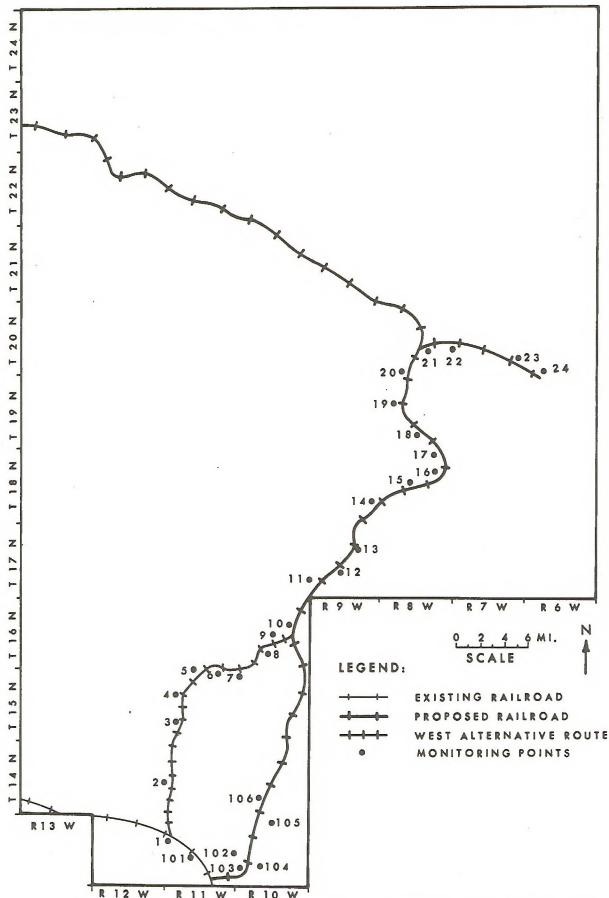 T 24 N
T 23 N
T 22 N
T 21 N
T 20 N
T 19 N
T 18 N
T 17 N
T 16 N
T 15 N
T 14 N
23
21
22
24
20
19
18
17
16
15
14
13
12
11
R 9 W R 8 W R 7 W R 6 W
10
9
8
7
6
5
4
3
2
1
N
0 2 4 6 MI.
SCALE
LEGEND:
EXISTING RAILROAD
PROPOSED RAILROAD
WEST ALTERNATIVE ROUTE
MONITORING POINTS
106
105
R13 W
101
102
103
104
R 12 W R 11 W R 10 W